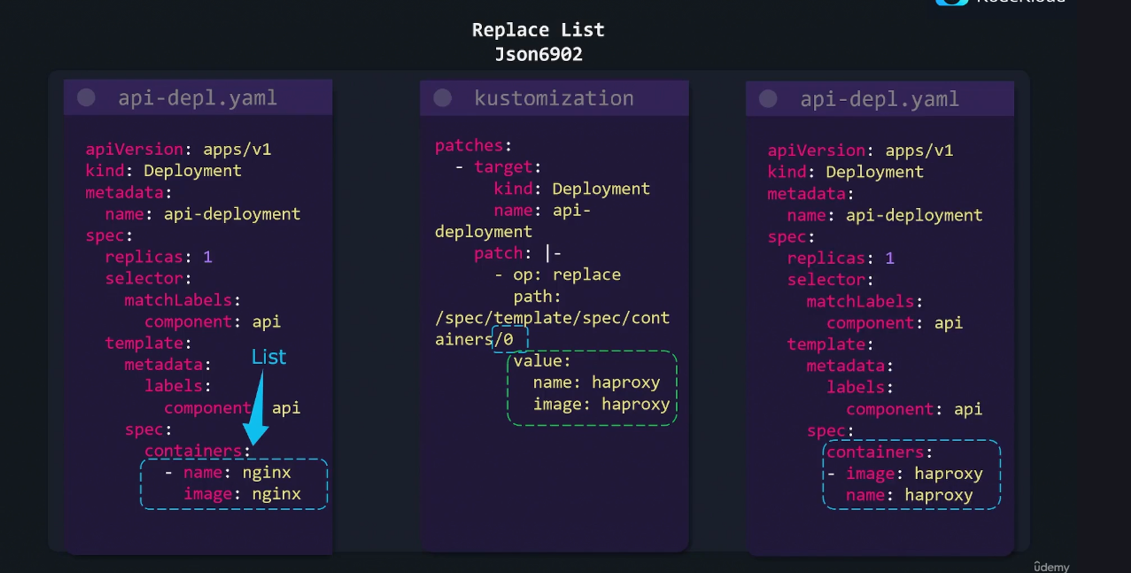 KodeKloud
Replace List
Json6902
api-depl.yaml
apiVersion: apps/v1
kind: Deployment
metadata:
  name: api-deployment
spec:
  replicas: 1
  selector:
    matchLabels:
      component: api
  template:
    metadata:
      labels:
        component: api
    spec:
      containers:
        - name: nginx
          image: nginx
List
kustomization
patches:
  - target:
      kind: Deployment
      name: api-
deployment
    patch: |-
      - op: replace
        path:
/spec/template/spec/cont
ainers/0
        value:
          name: haproxy
          image: haproxy
api-depl.yaml
apiVersion: apps/v1
kind: Deployment
metadata:
  name: api-deployment
spec:
  replicas: 1
  selector:
    matchLabels:
      component: api
  template:
    metadata:
      labels:
        component: api
    spec:
      containers:
      - image: haproxy
        name: haproxy
ûdemy